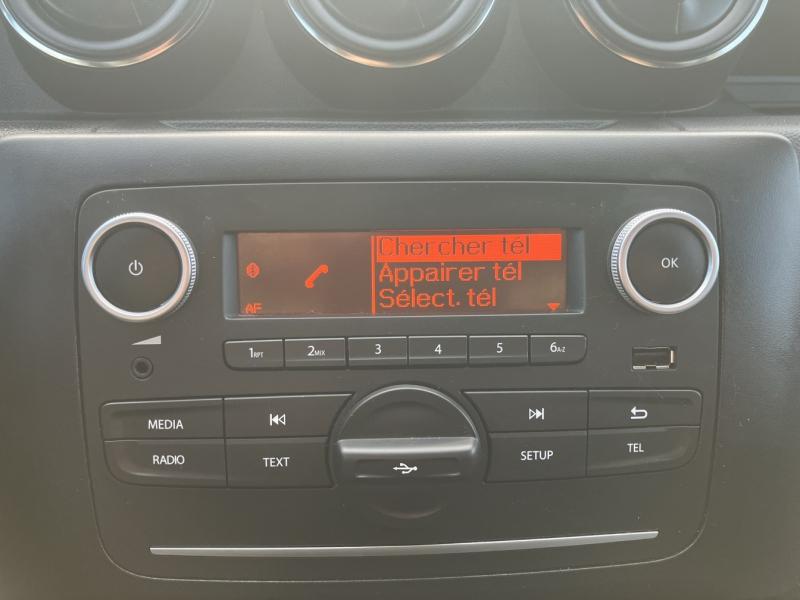 Chercher tél
Appairer tél
Sélect. tél
AF
OK
1RPT
2MIX
3
4
5
6A-Z
MEDIA
RADIO
TEXT
SETUP
TEL